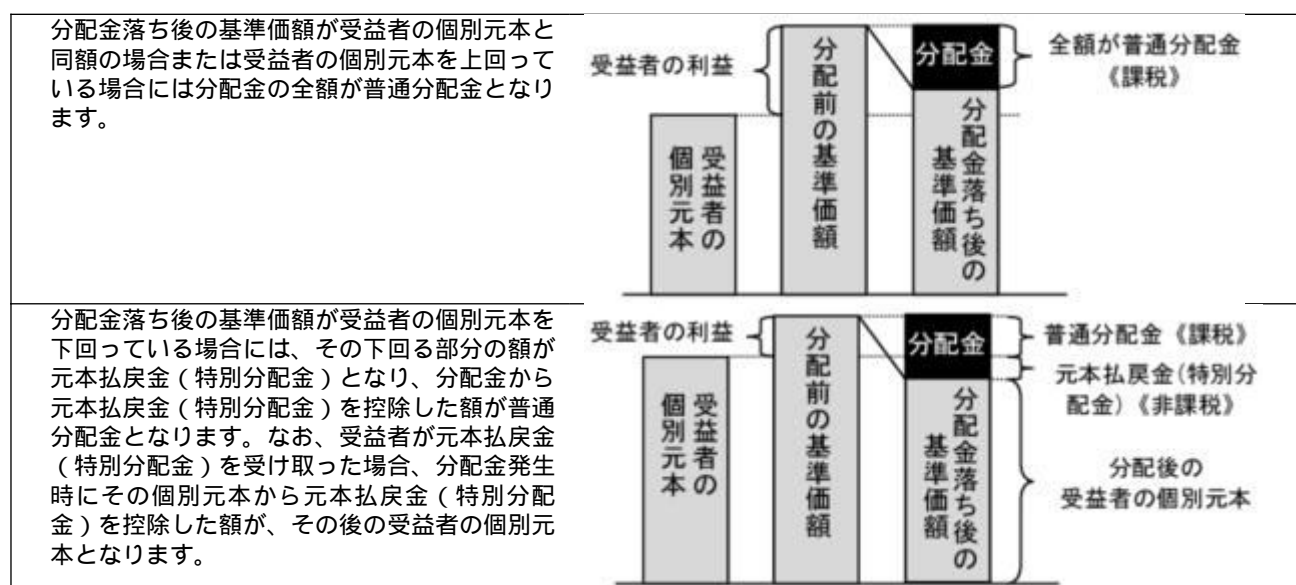 分配金落ち後の基準価額が受益者の個別元本と
同額の場合または受益者の個別元本を上回って
いる場合には分配金の全額が普通分配金となり
ます。
受益者の利益
受益者の
個別元本
分配前の基準価額
分配金
分配金落ち後の
基準価額
全額が普通分配金
《課税》
分配金落ち後の基準価額が受益者の個別元本を
下回っている場合には、その下回る部分の額が
元本払戻金（特別分配金）となり、分配金から
元本払戻金（特別分配金）を控除した額が普通
分配金となります。なお、受益者が元本払戻金
（特別分配金）を受け取った場合、分配金発生
時にその個別元本から元本払戻金（特別分配
金）を控除した額が、その後の受益者の個別元
本となります。
受益者の利益
受益者の
個別元本
分配前の基準価額
分配金
分配金落ち後の
基準価額
普通分配金《課税》
元本払戻金(特別分
配金)《非課税》
分配後の
受益者の個別元本